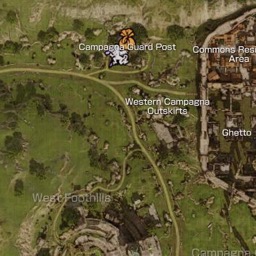 Campagna Guard Post
Commons Resi
Area
Western Campagna
Outskirts
Ghetto
West Foothills
Campagna